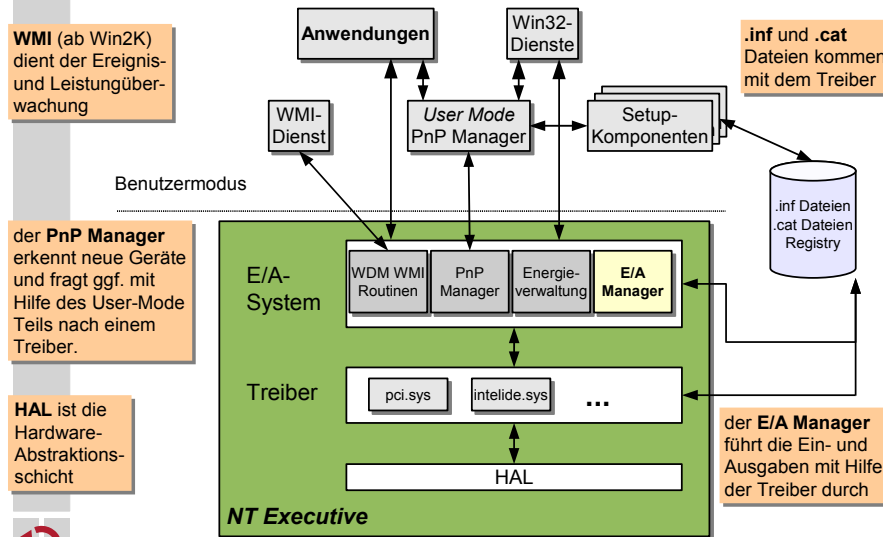 WMI (ab Win2K)
dient der Ereignis-
und Leistungüber-
wachung
Anwendungen
Win32-
Dienste
.inf und .cat
Dateien kommen
mit dem Treiber
WMI-
Dienst
User Mode
PnP Manager
Setup-
Komponenten
Benutzermodus
.inf Dateien
.cat Dateien
Registry
der PnP Manager
erkennt neue Geräte
und fragt ggf. mit
Hilfe des User-Mode
Teils nach einem
Treiber.
E/A-
System
WDM WMI
Routinen
PnP
Manager
Energie-
verwaltung
E/A
Manager
Treiber
pci.sys
intelide.sys
...
HAL ist die
Hardware-
Abstraktions-
schicht
der E/A Manager
führt die Ein- und
Ausgaben mit Hilfe
der Treiber durch
HAL
NT Executive